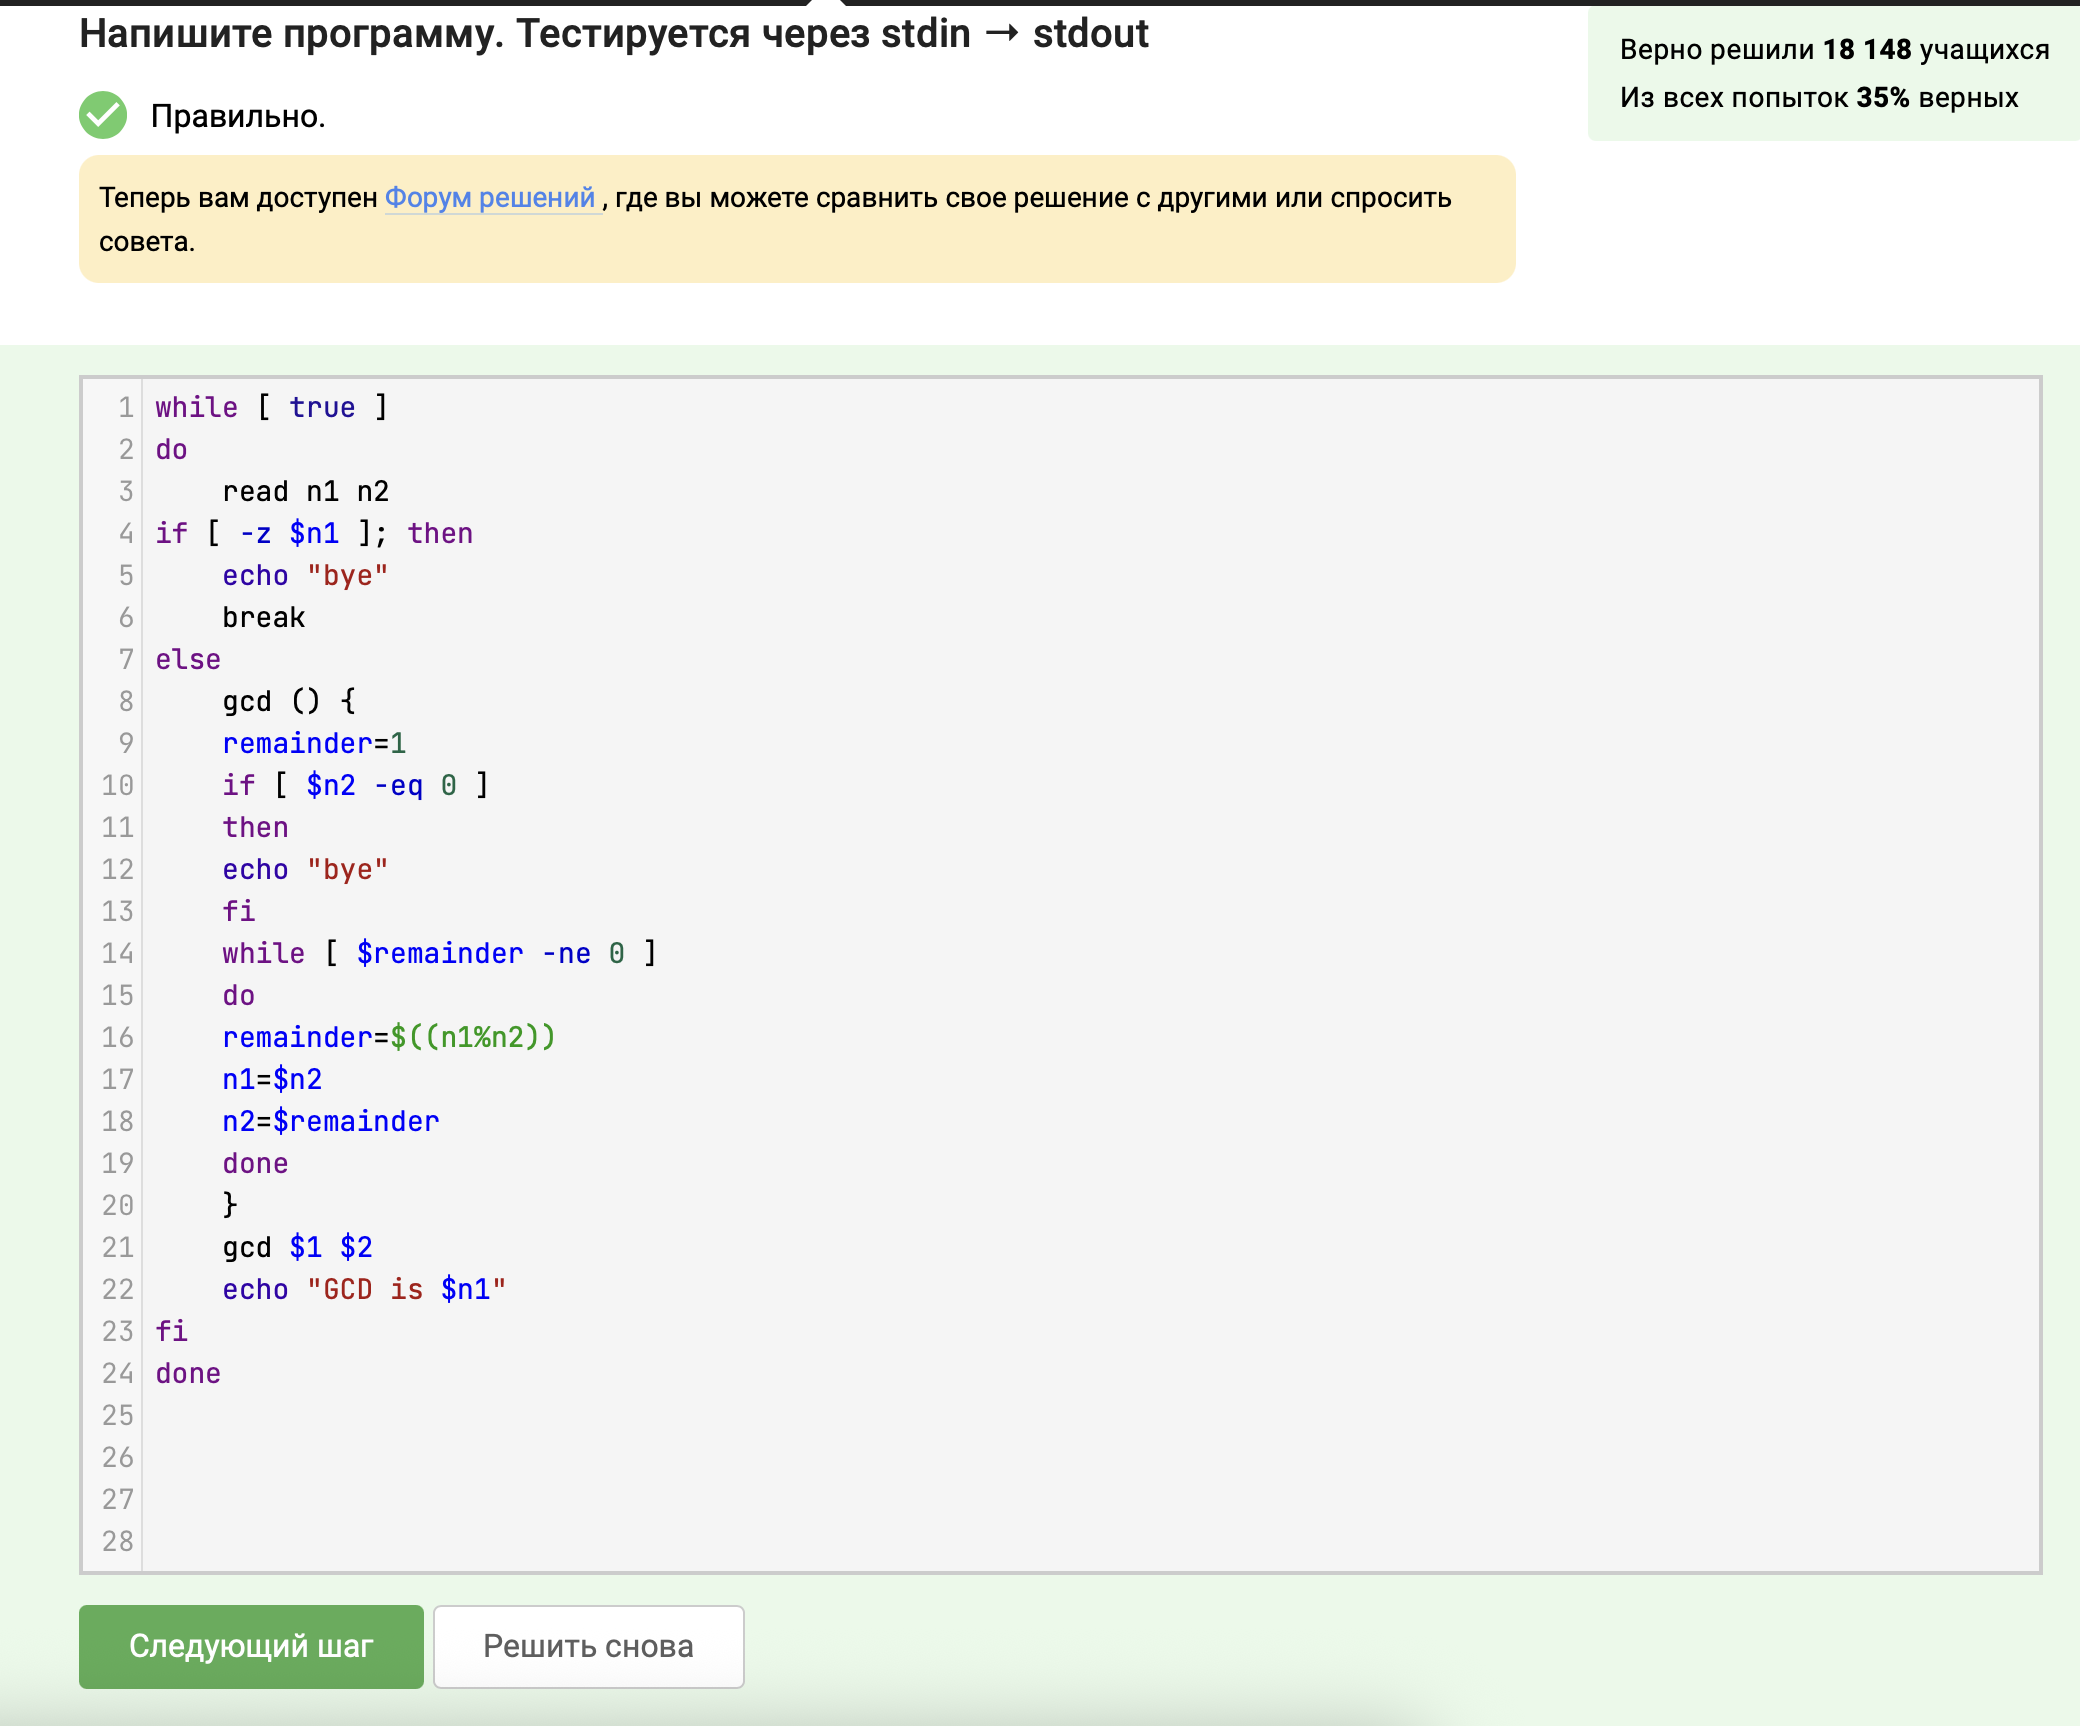 Напишите программу. Тестируется через stdin → stdout
Верно решили 18 148 учащихся
Из всех попыток 35% верных
Правильно.
Теперь вам доступен Форум решений , где вы можете сравнить свое решение с другими или спросить
совета.
1 while [ true ]
2 do
3     read n1 n2
4 if [ -z $n1 ]; then
5     echo "bye"
6     break
7 else
8     gcd () {
9     remainder=1
10     if [ $n2 -eq 0 ]
11     then
12     echo "bye"
13     fi
14     while [ $remainder -ne 0 ]
15     do
16     remainder=$((n1%n2))
17     n1=$n2
18     n2=$remainder
19     done
20     }
21     gcd $1 $2
22     echo "GCD is $n1"
23 fi
24 done
25
26
27
28
Следующий шаг
Решить снова